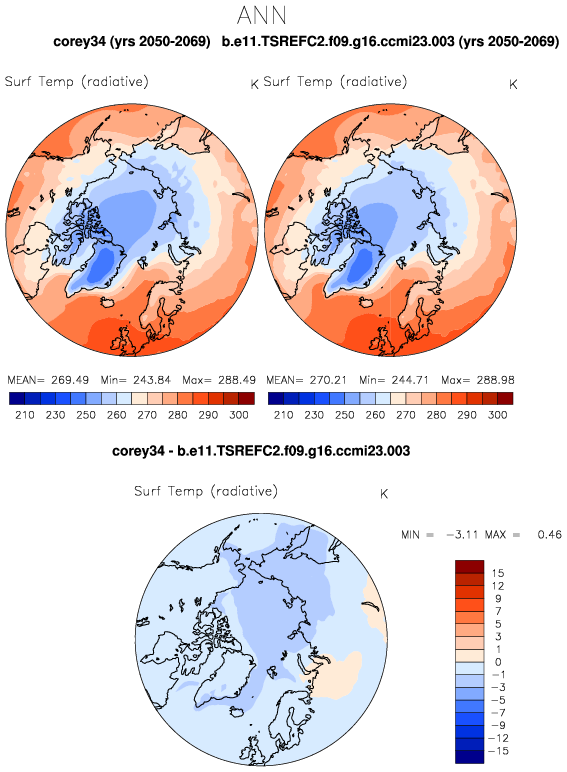 ANN
corey34 (yrs 2050-2069) b.e11.TSREFC2.f09.g16.ccmi23.003 (yrs 2050-2069)
Surf Temp (radiative) K Surf Temp (radiative) K
MEAN= 269.49 Min= 243.84 Max= 288.49 MEAN= 270.21 Min= 244.71 Max= 288.98
210 230 250 260 270 280 290 300 210 230 250 260 270 280 290 300
corey34 - b.e11.TSREFC2.f09.g16.ccmi23.003
Surf Temp (radiative) K
MIN = -3.11 MAX = 0.46
15
12
9
7
5
3
1
0
-1
-3
-5
-7
-9
-12
-15